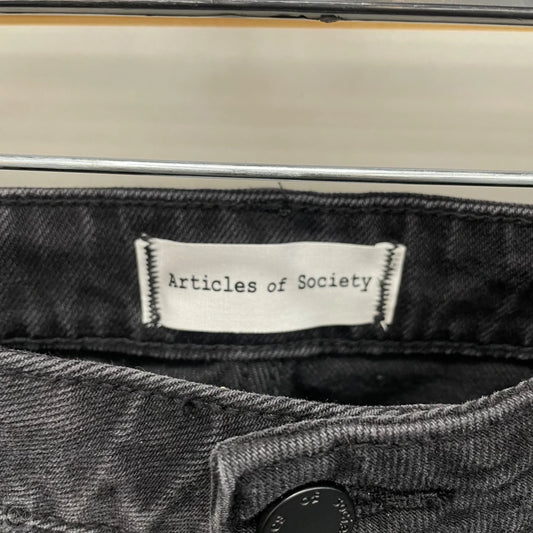 Articles of Society